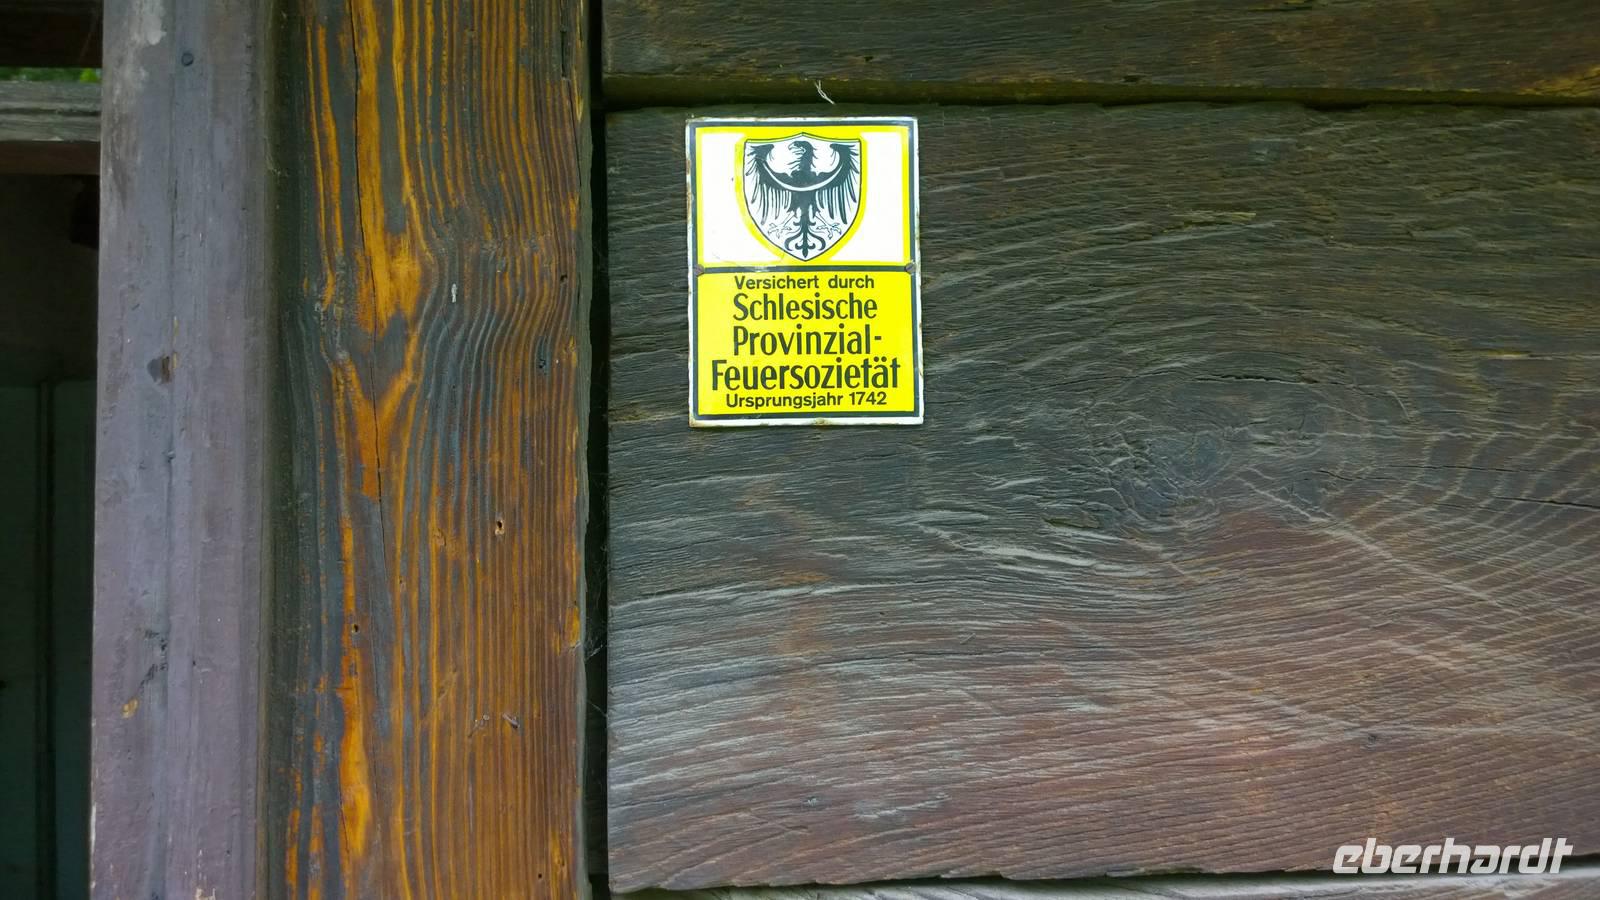 Versichert durch
Schlesische
Provinzial-
Feuersozietät
Ursprungsjahr 1742
eberhardt